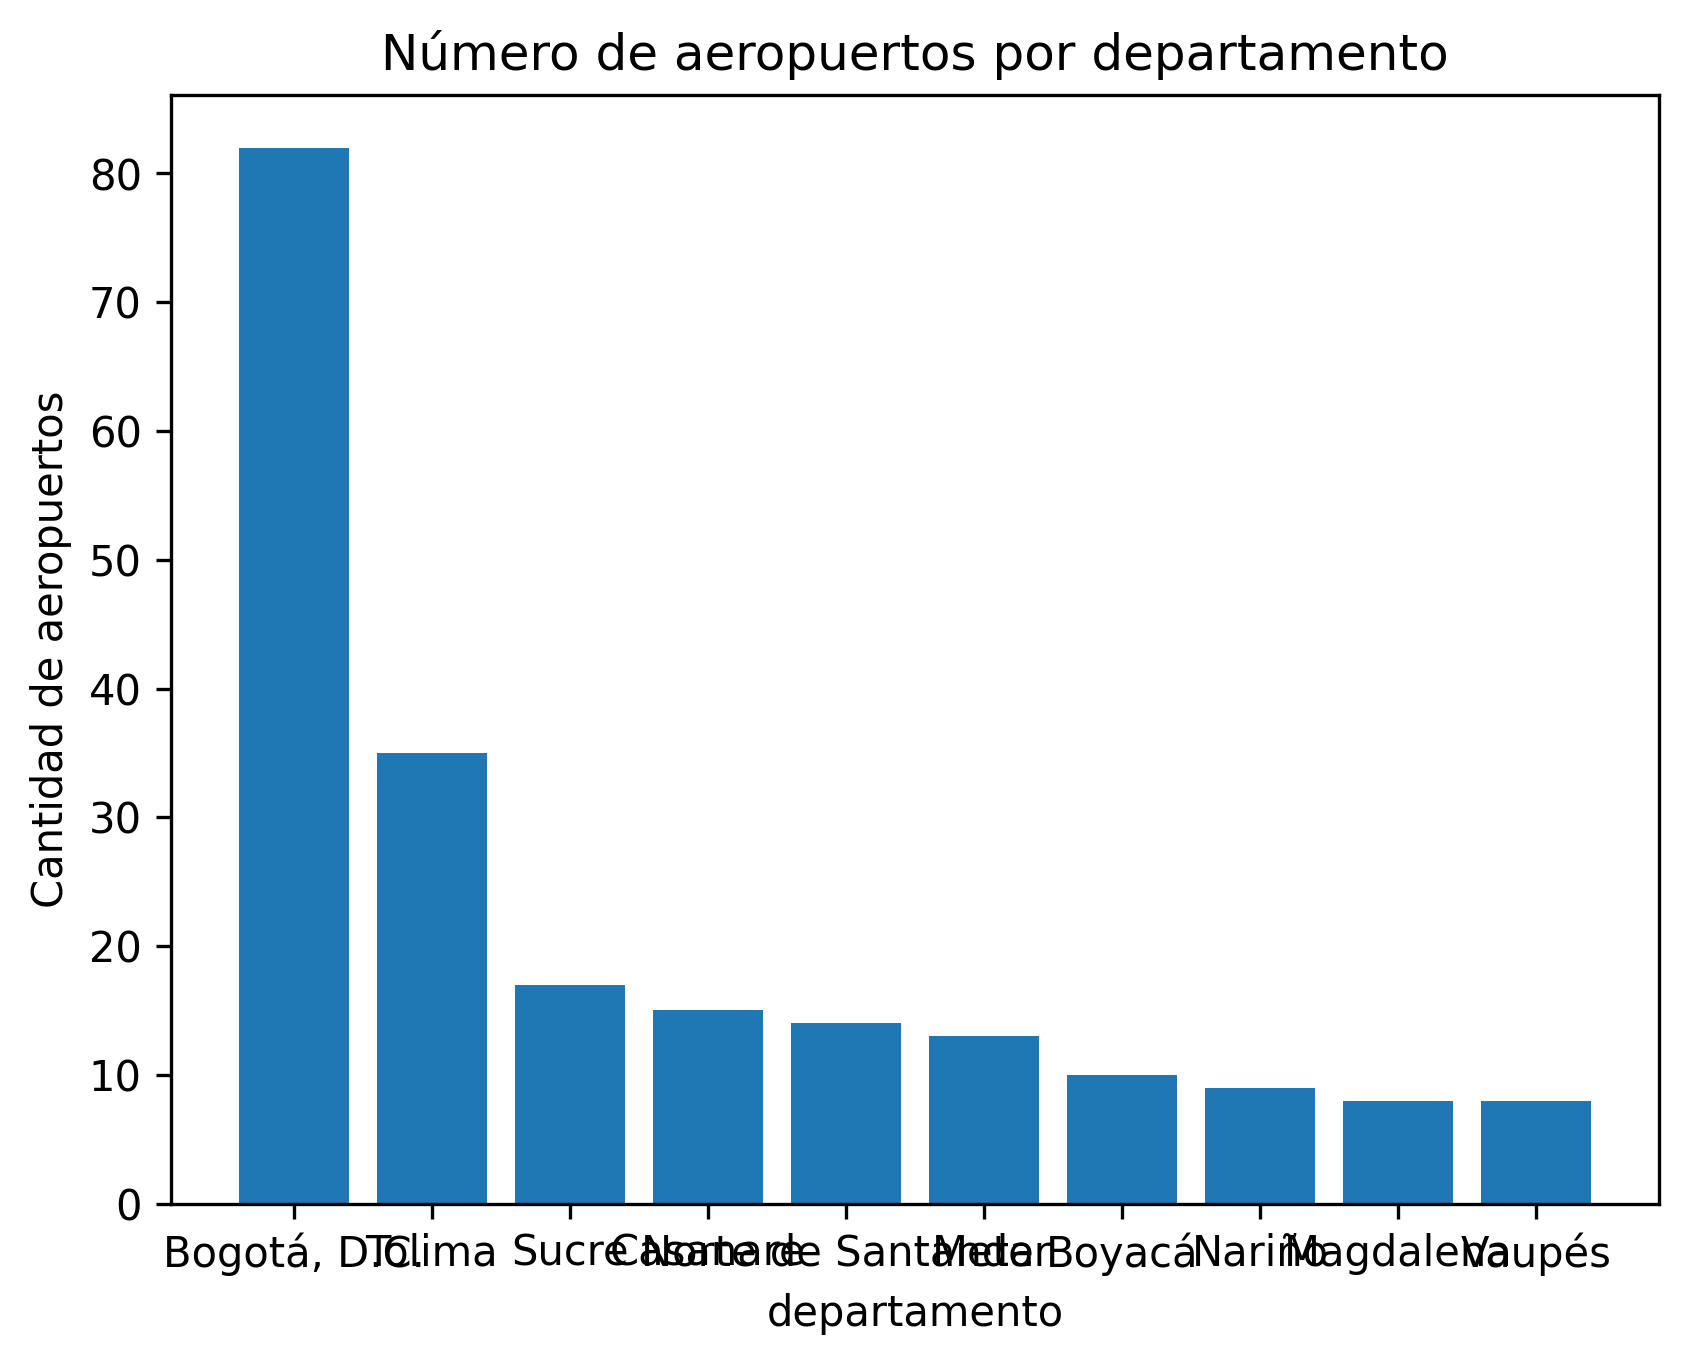 Número de aeropuertos por departamento
Cantidad de aeropuertos
80
70
60
50
40
30
20
10
0
Bogotá, D.C. Tolima Sucre Casanare Norte de Santander Meta Boyacá Nariño Magdalena Vaupés
departamento